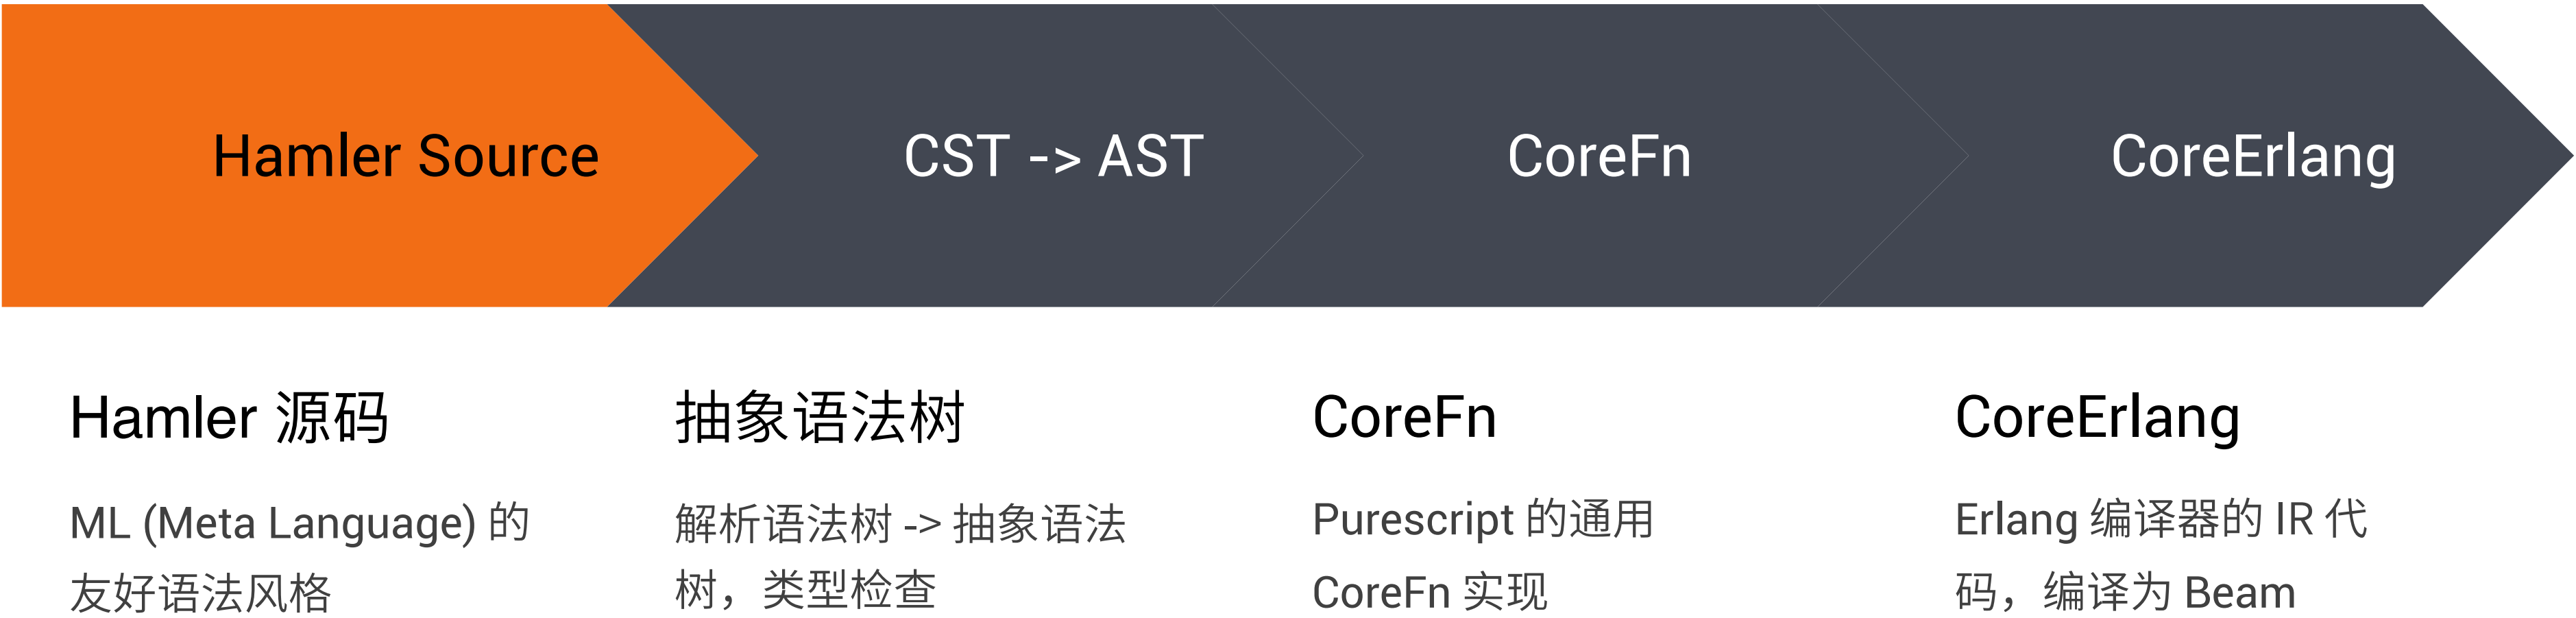 Hamler Source
CST -> AST
CoreFn
CoreErlang
Hamler 源码
ML (Meta Language) 的
友好语法风格
抽象语法树
解析语法树 -> 抽象语法
树，类型检查
CoreFn
Purescript 的通用
CoreFn 实现
CoreErlang
Erlang 编译器的 IR 代
码，编译为 Beam